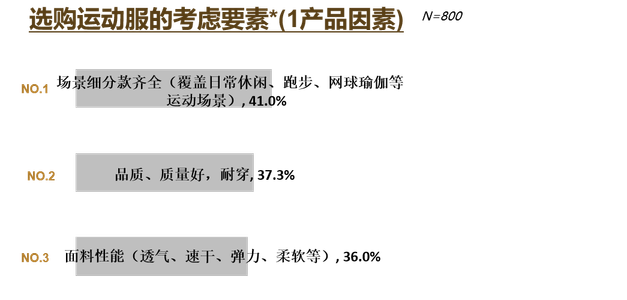 选购运动服的考虑要素*(1产品因素)
N=800
NO.1
场景细分款齐全（覆盖日常休闲、跑步、网球瑜伽等
运动场景）, 41.0%
NO.2
品质、质量好，耐穿, 37.3%
NO.3
面料性能（透气、速干、弹力、柔软等）, 36.0%